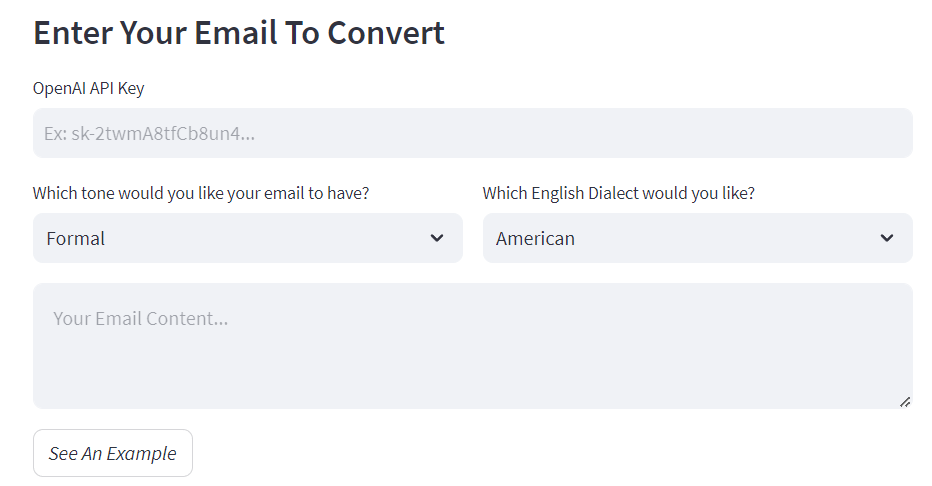 Enter Your Email To Convert
OpenAI API Key
Ex: sk-2twmA8tfCb8un4...
Which tone would you like your email to have?
Which English Dialect would you like?
Formal
American
Your Email Content...
See An Example